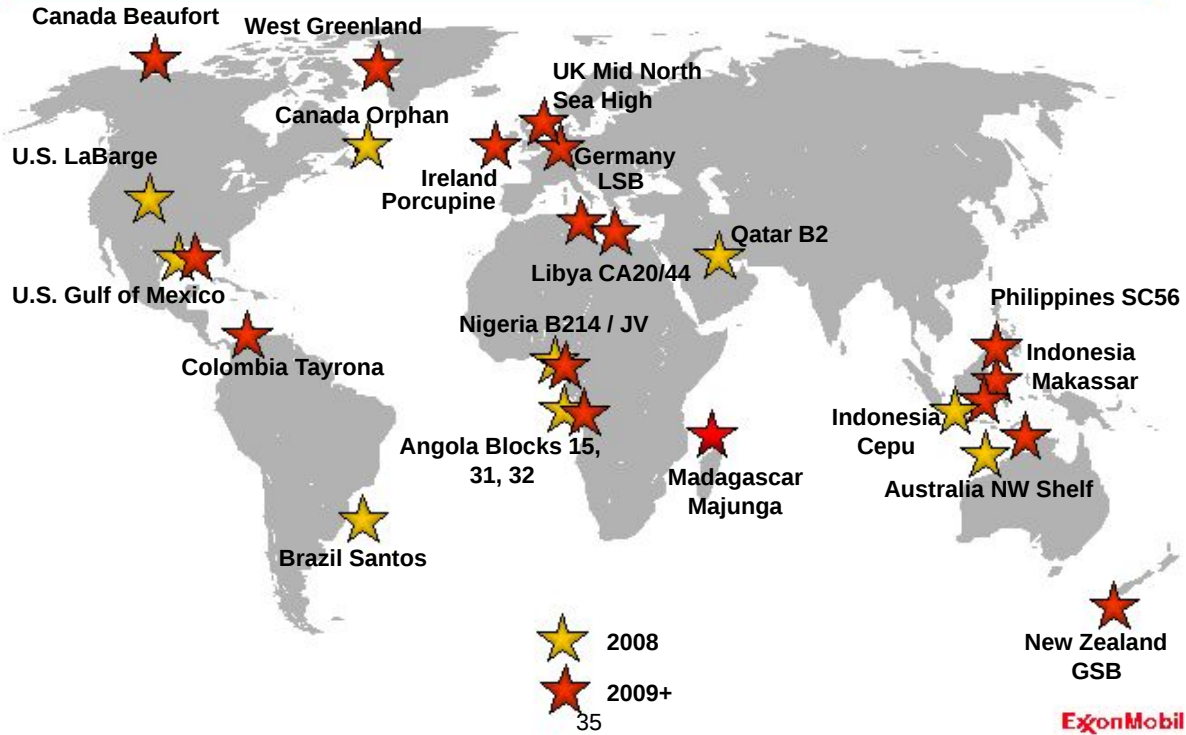 Canada Beaufort
West Greenland
UK Mid North
Sea High
Canada Orphan
U.S. LaBarge
Ireland
Porcupine
Germany
LSB
Qatar B2
Libya CA20/44
U.S. Gulf of Mexico
Philippines SC56
Nigeria B214 / JV
Indonesia
Makassar
Colombia Tayrona
Indonesia
Cepu
Angola Blocks 15,
31, 32
Madagascar
Majunga
Australia NW Shelf
Brazil Santos
2008
New Zealand
GSB
2009+
35
ExxonMobil